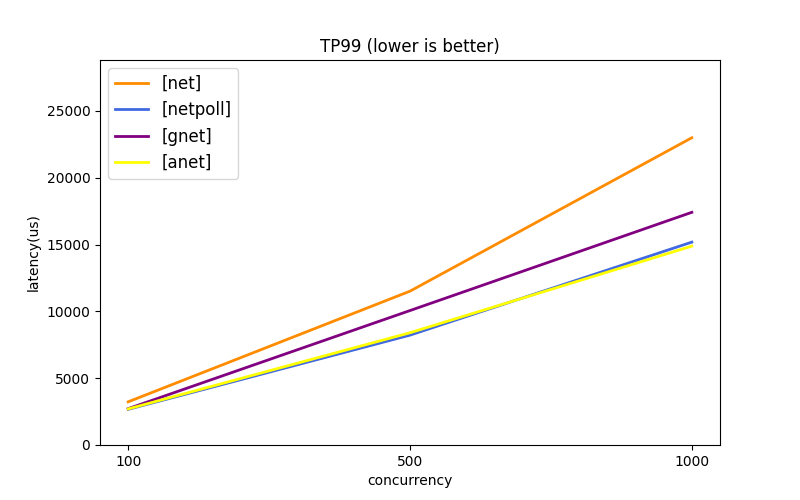 TP99 (lower is better)
[net]
[netpoll]
[gnet]
[anet]
25000
20000
15000
10000
5000
0
latency(us)
100
500
1000
concurrency